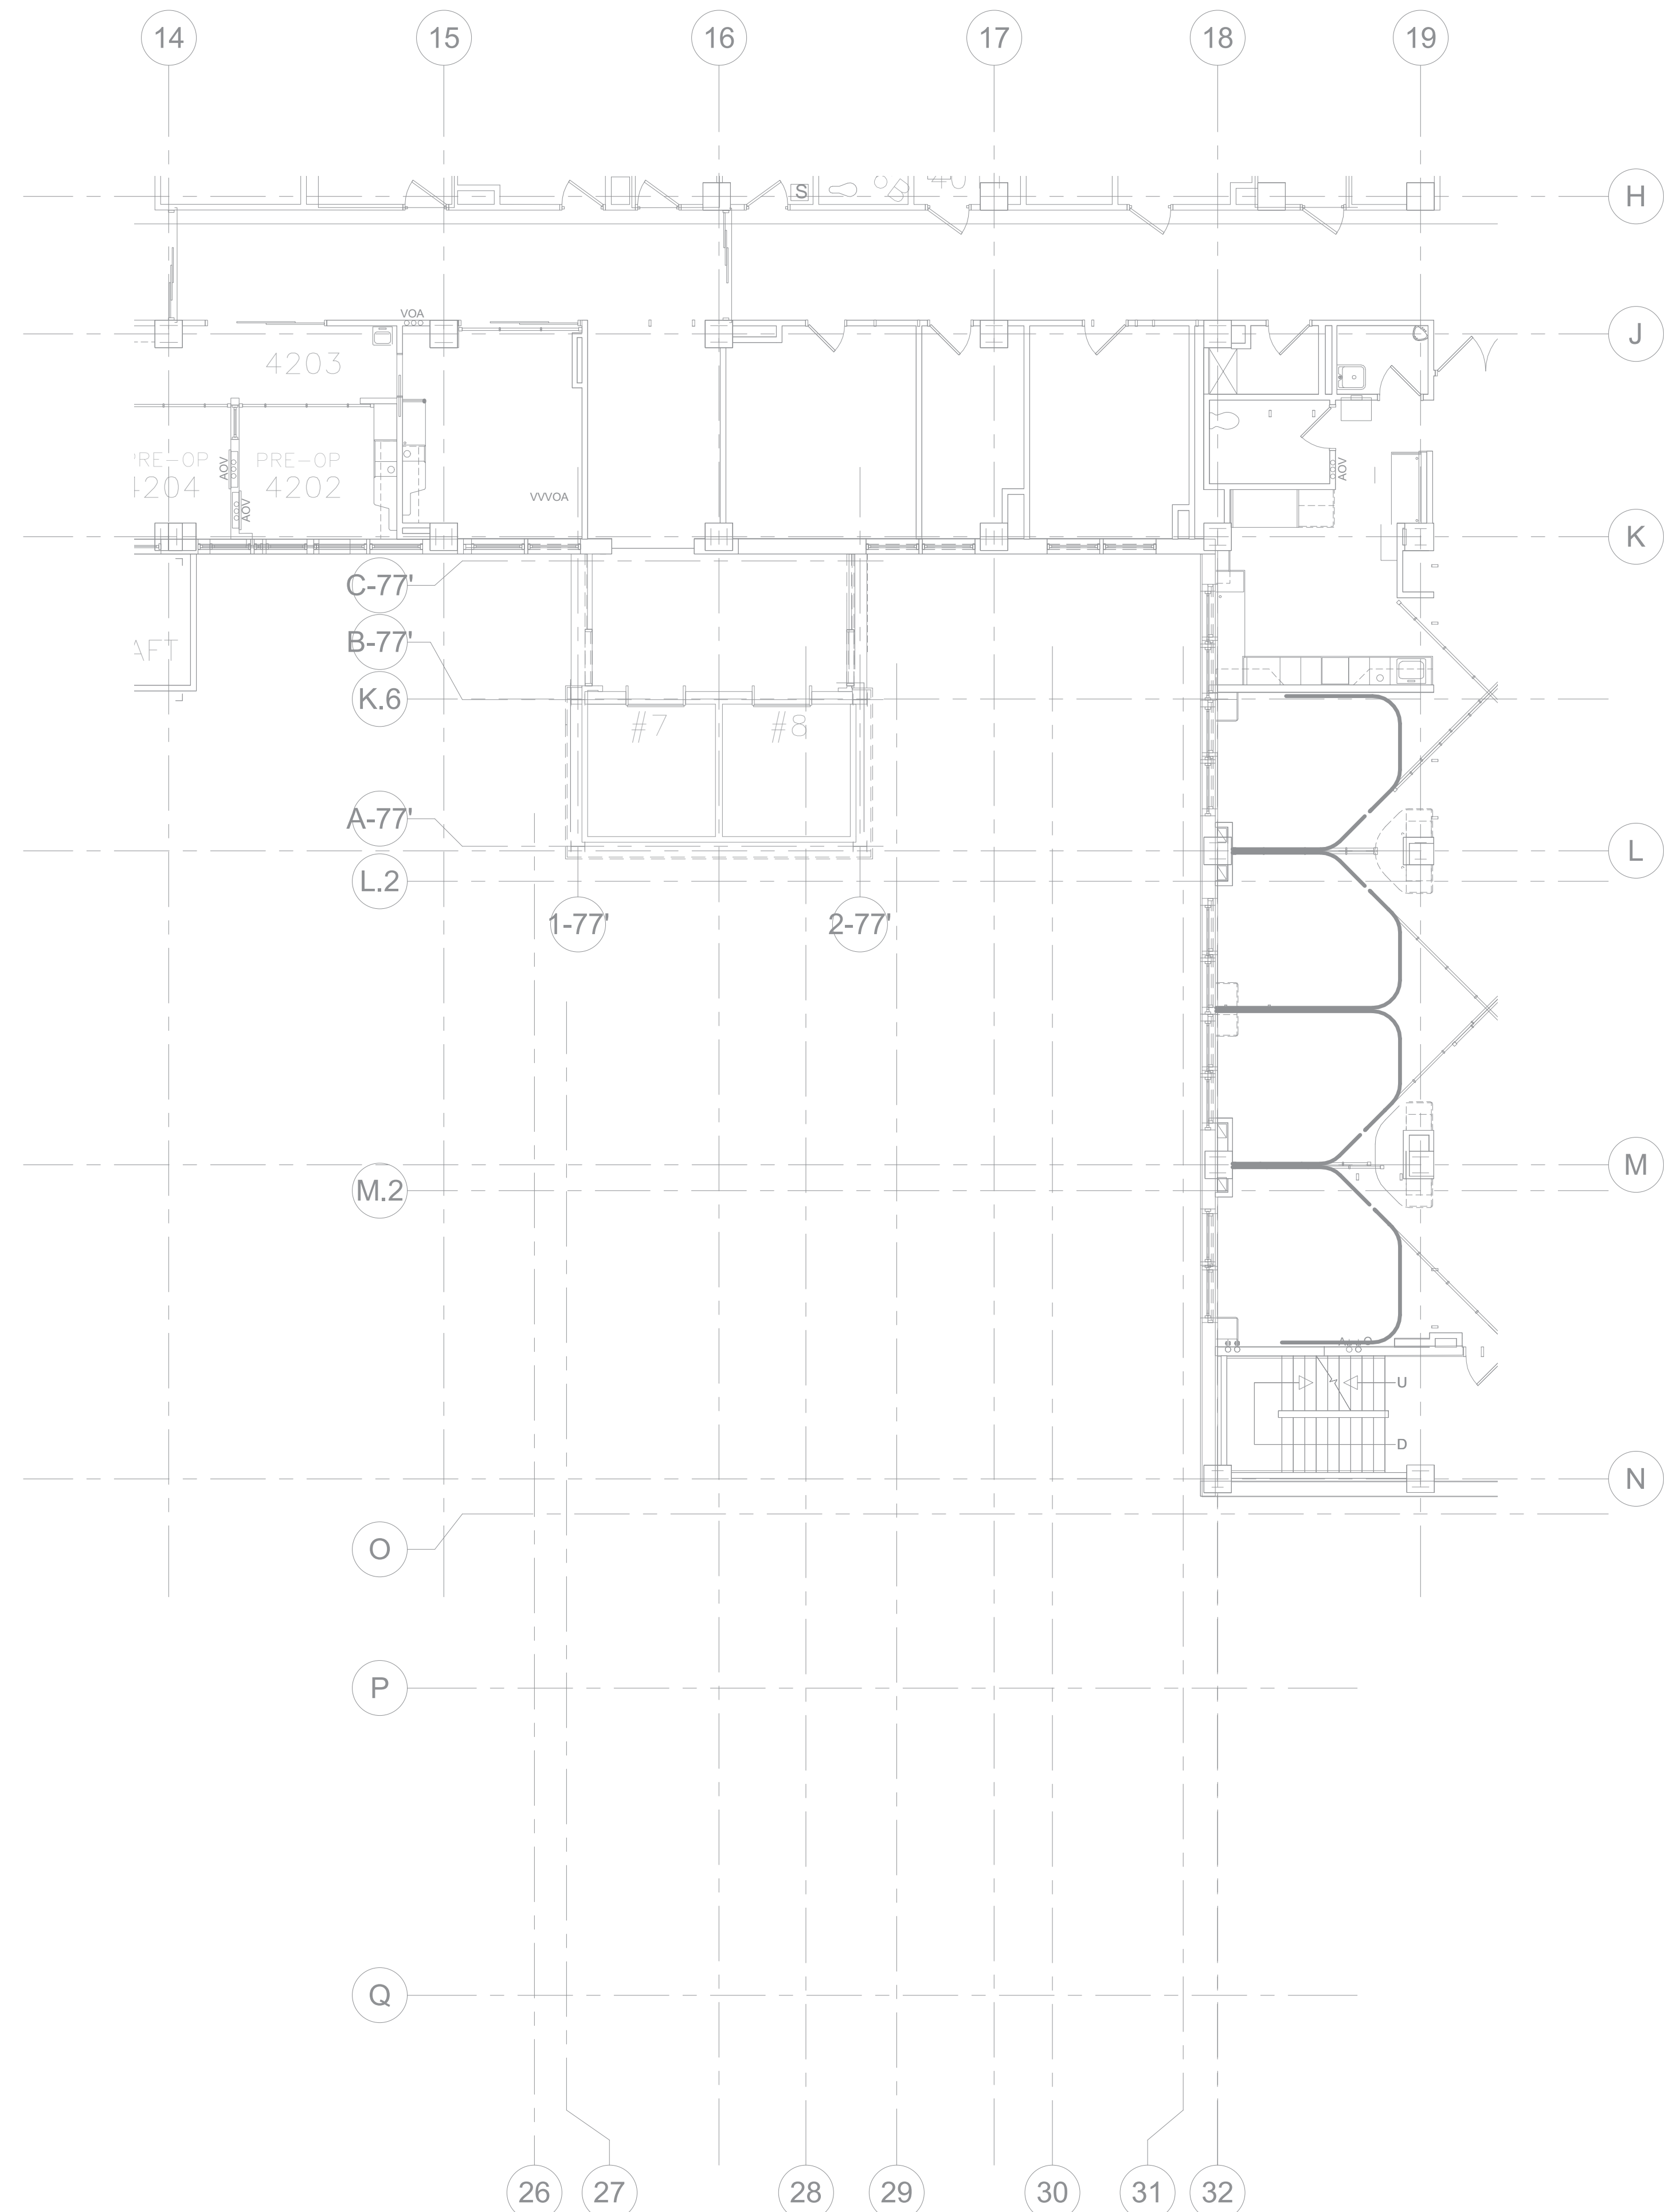 14 15 16 17 18 19
H
S
J
VOA
4203
PRE-OP
4204
AOV
PRE-OP
4202
AOV
VVVOA
AOV
K
C-77'
B-77'
K.6
#7 #8
A-77'
L
L.2
1-77' 2-77'
M
M.2
U
D
N
O
P
Q
26 27 28 29 30 31 32